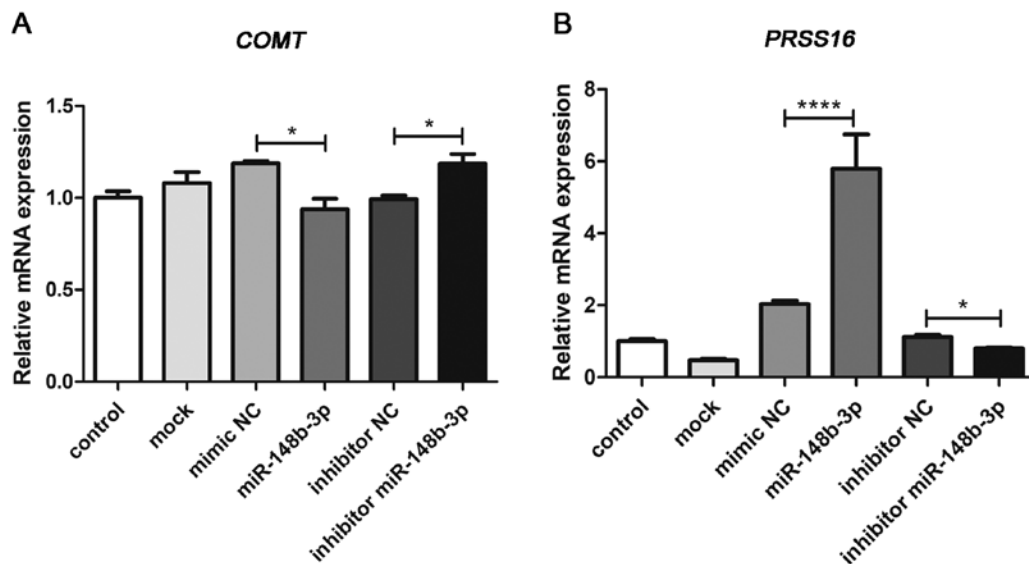 A
COMT
Relative mRNA expression
1.5
1.0
0.5
0.0
*
*
control
mock
mimic NC
miR-148b-3p
inhibitor NC
inhibitor miR-148b-3p
B
PRSS16
Relative mRNA expression
8
6
4
2
0
****
*
control
mock
mimic NC
miR-148b-3p
inhibitor NC
inhibitor miR-148b-3p